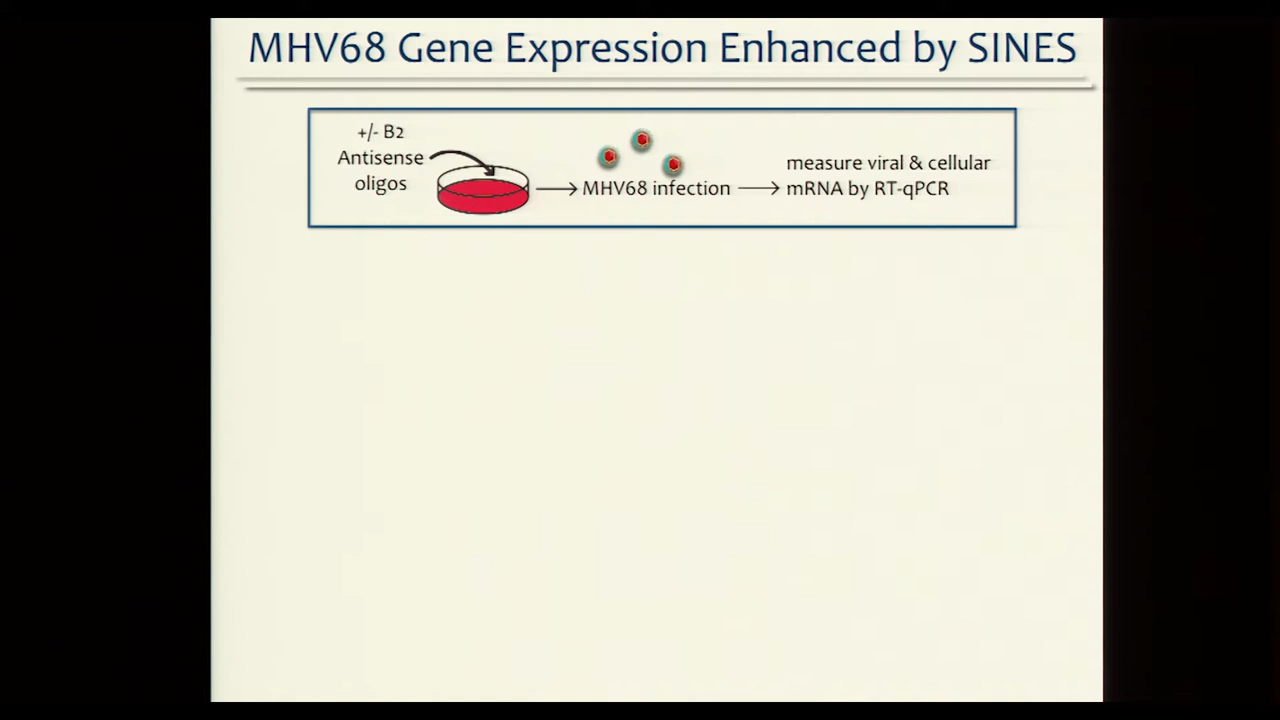 MHV68 Gene Expression Enhanced by SINES
+/- B2
Antisense
oligos
MHV68 infection
measure viral & cellular
mRNA by RT-qPCR